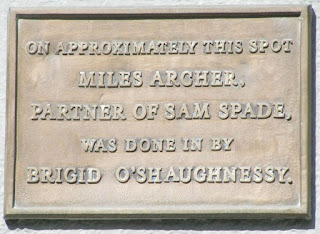 ON APPROXIMATELY THIS SPOT
MILES ARCHER,
PARTNER OF SAM SPADE,
WAS DONE IN BY
BRIGID O'SHAUGHNESSY.